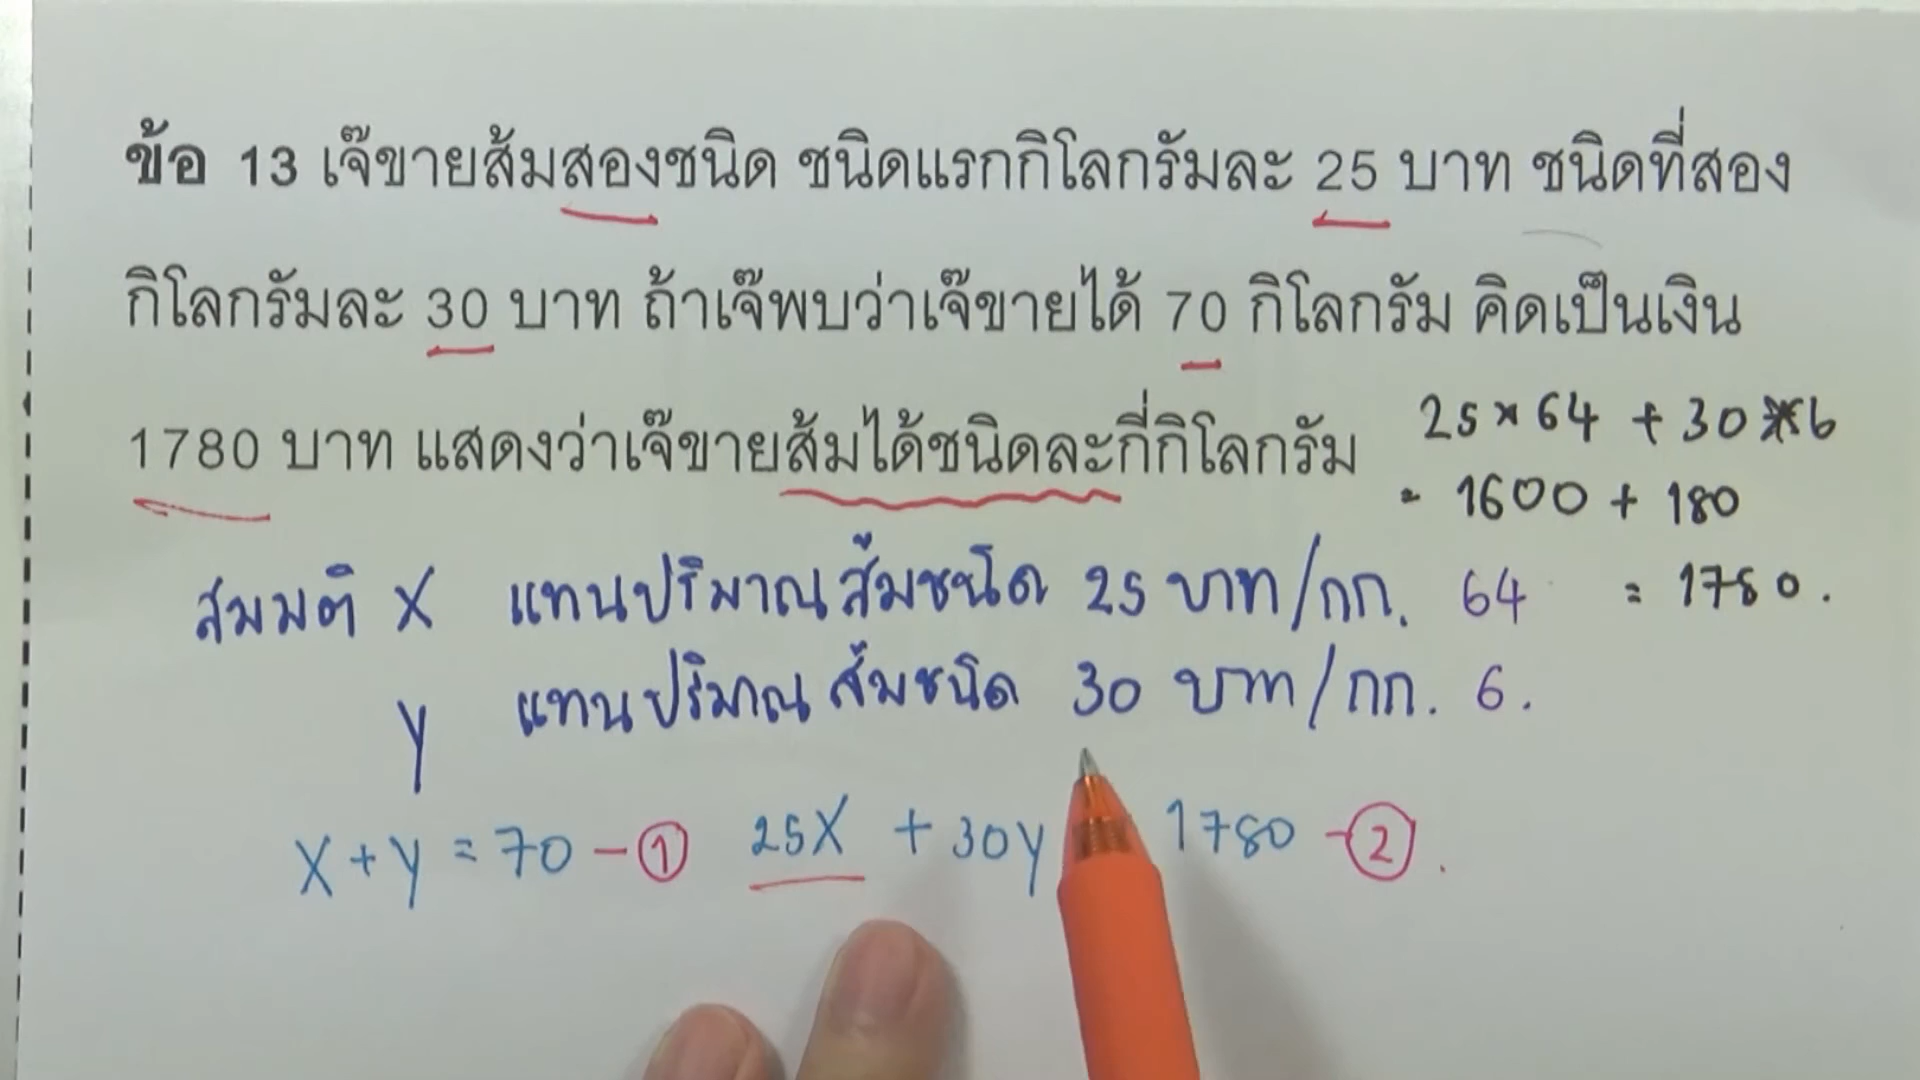 ข้อ 13 เจ๊ขายส้มสองชนิด ชนิดแรกกิโลกรัมละ 25 บาท ชนิดที่สอง
กิโลกรัมละ 30 บาท ถ้าเจ๊พบว่าเจ๊ขายได้ 70 กิโลกรัม คิดเป็นเงิน
1780 บาท แสดงว่าเจ๊ขายส้มได้ชนิดละกี่กิโลกรัม
25 × 64 + 30 × 6
= 1600 + 180
= 1780.
สมมติ x แทนปริมาณส้มชนิด 25 บาท/กก. 64
y แทนปริมาณส้มชนิด 30 บาท/กก. 6.
x + y = 70 - ① 25x + 30y 1780 - ②.